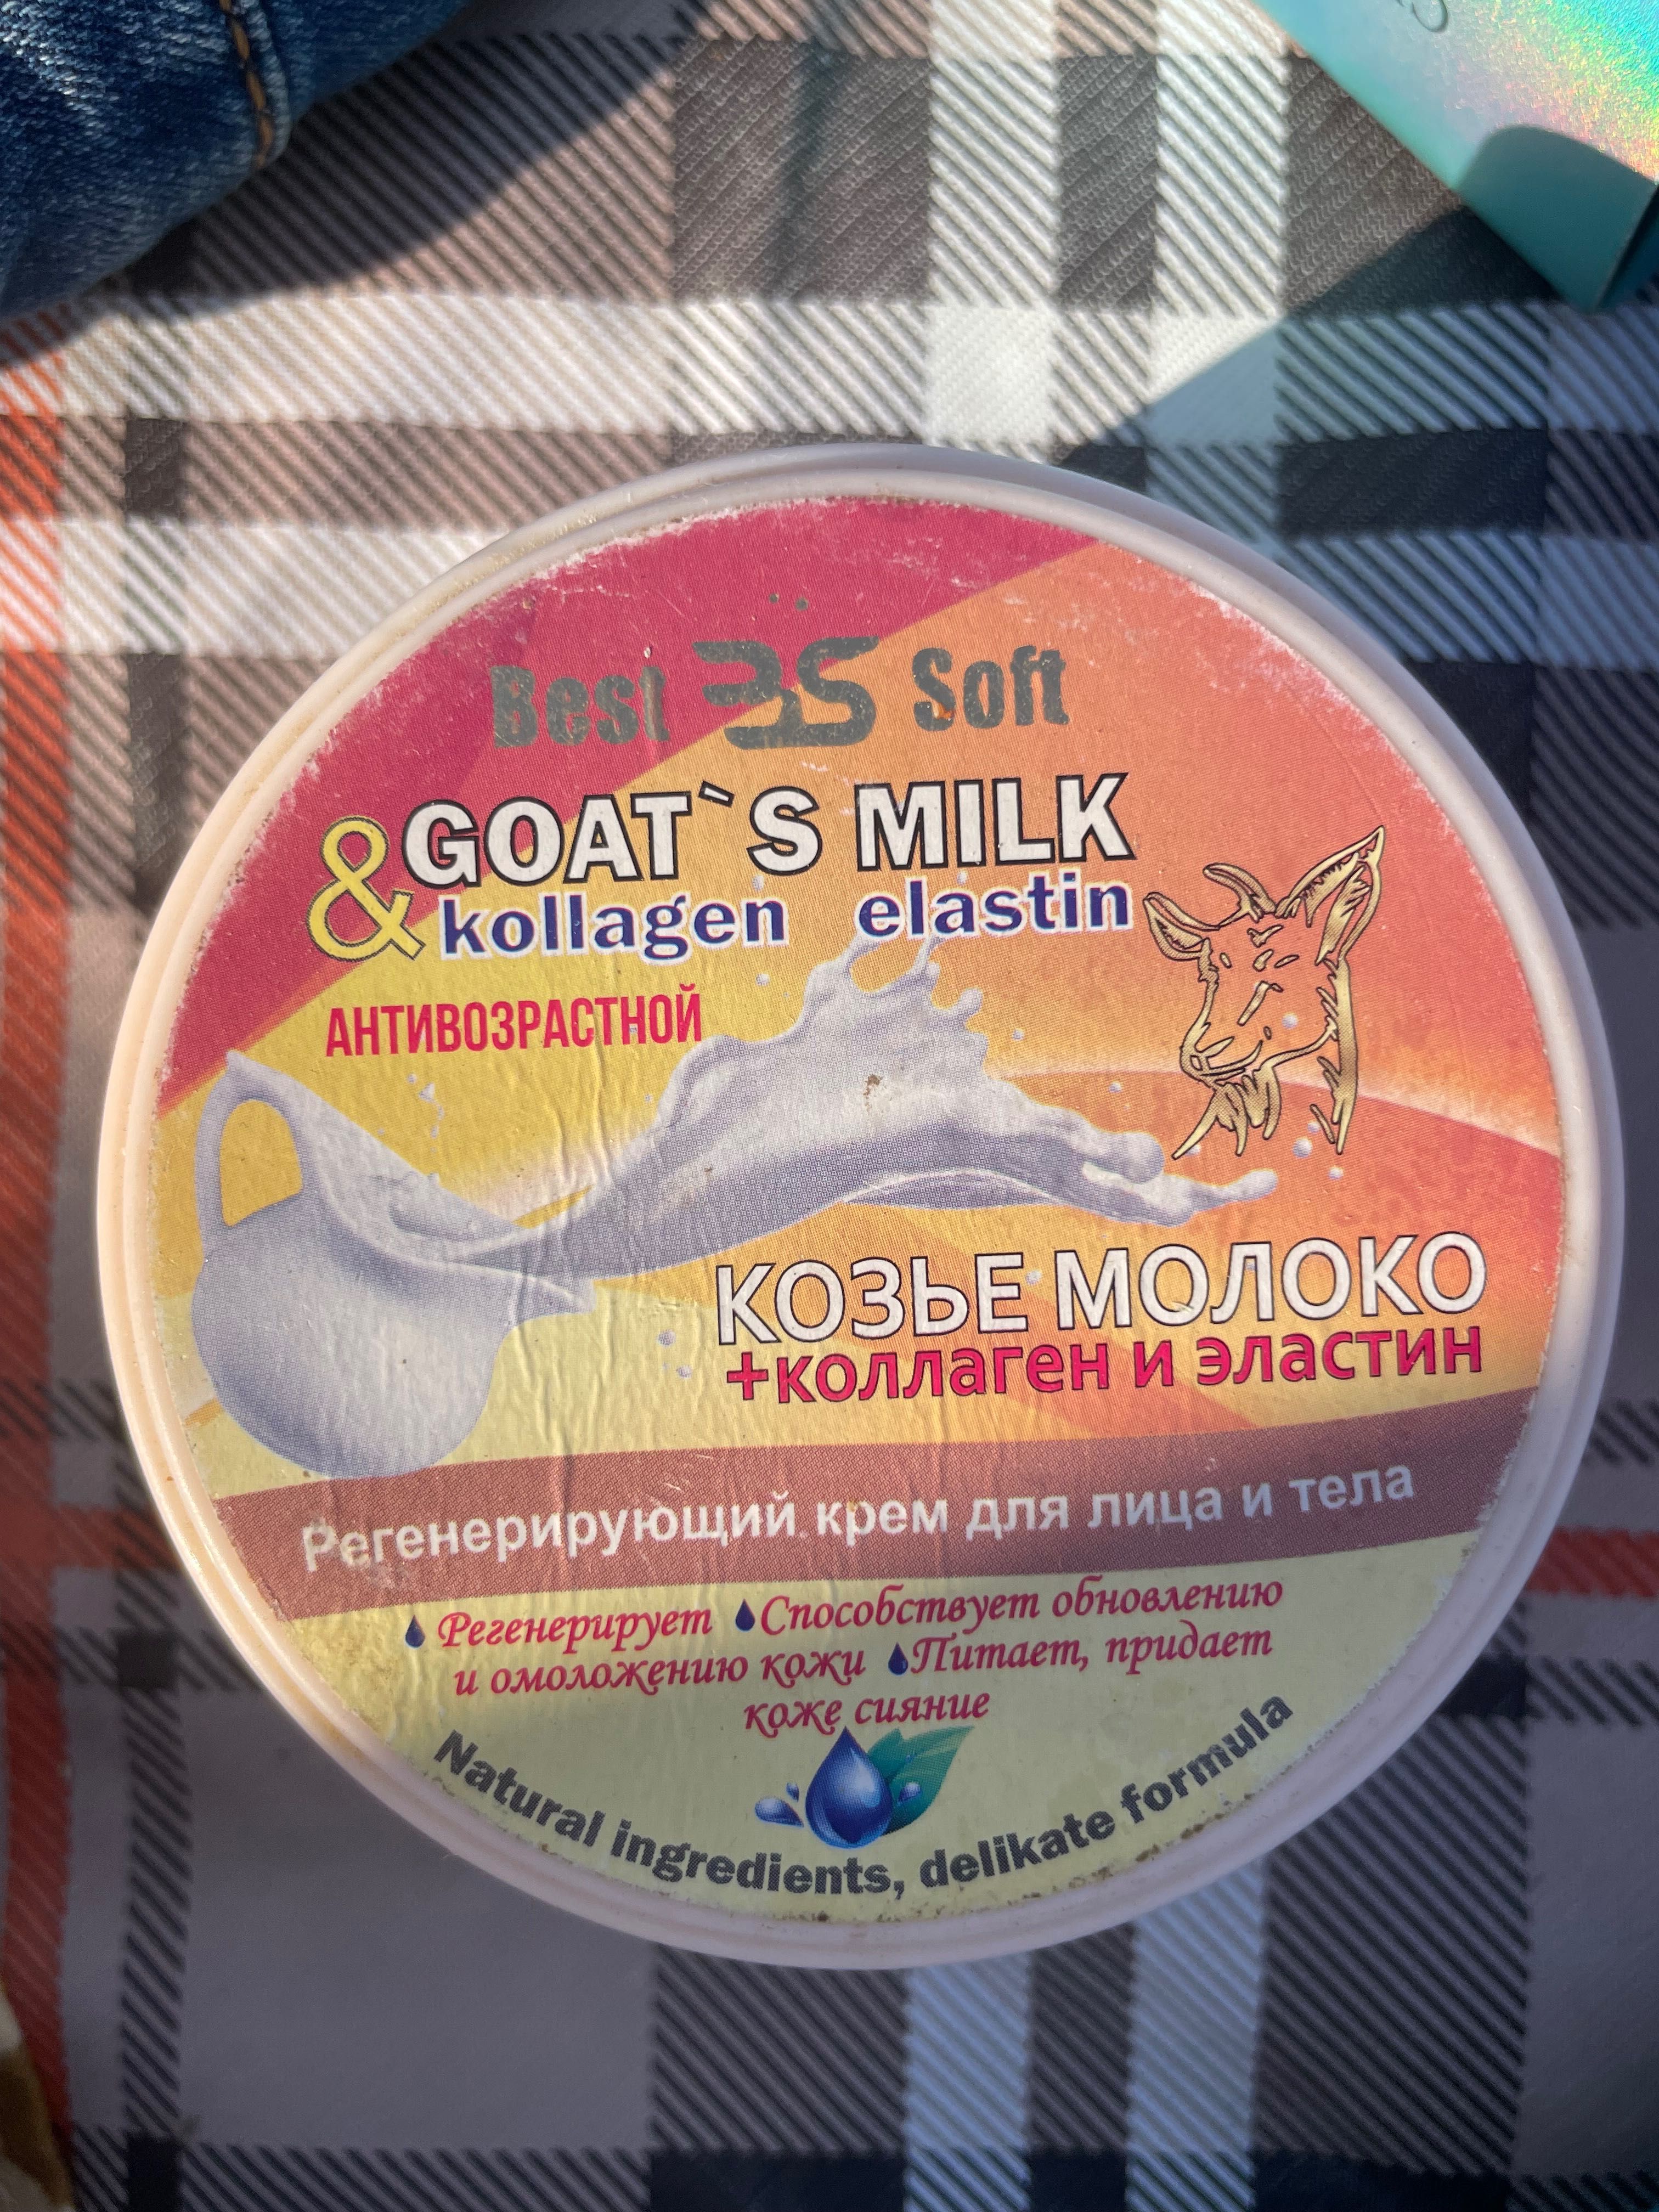 Best BS Soft
GOAT`S MILK
& kollagen elastin
АНТИВОЗРАСТНОЙ
КОЗЬЕ МОЛОКО
+коллаген и эластин
Регенерирующий крем для лица и тела
Регенерирует Способствует обновлению
и омоложению кожи Питает, придает
коже сияние
Natural ingredients, delikate formula